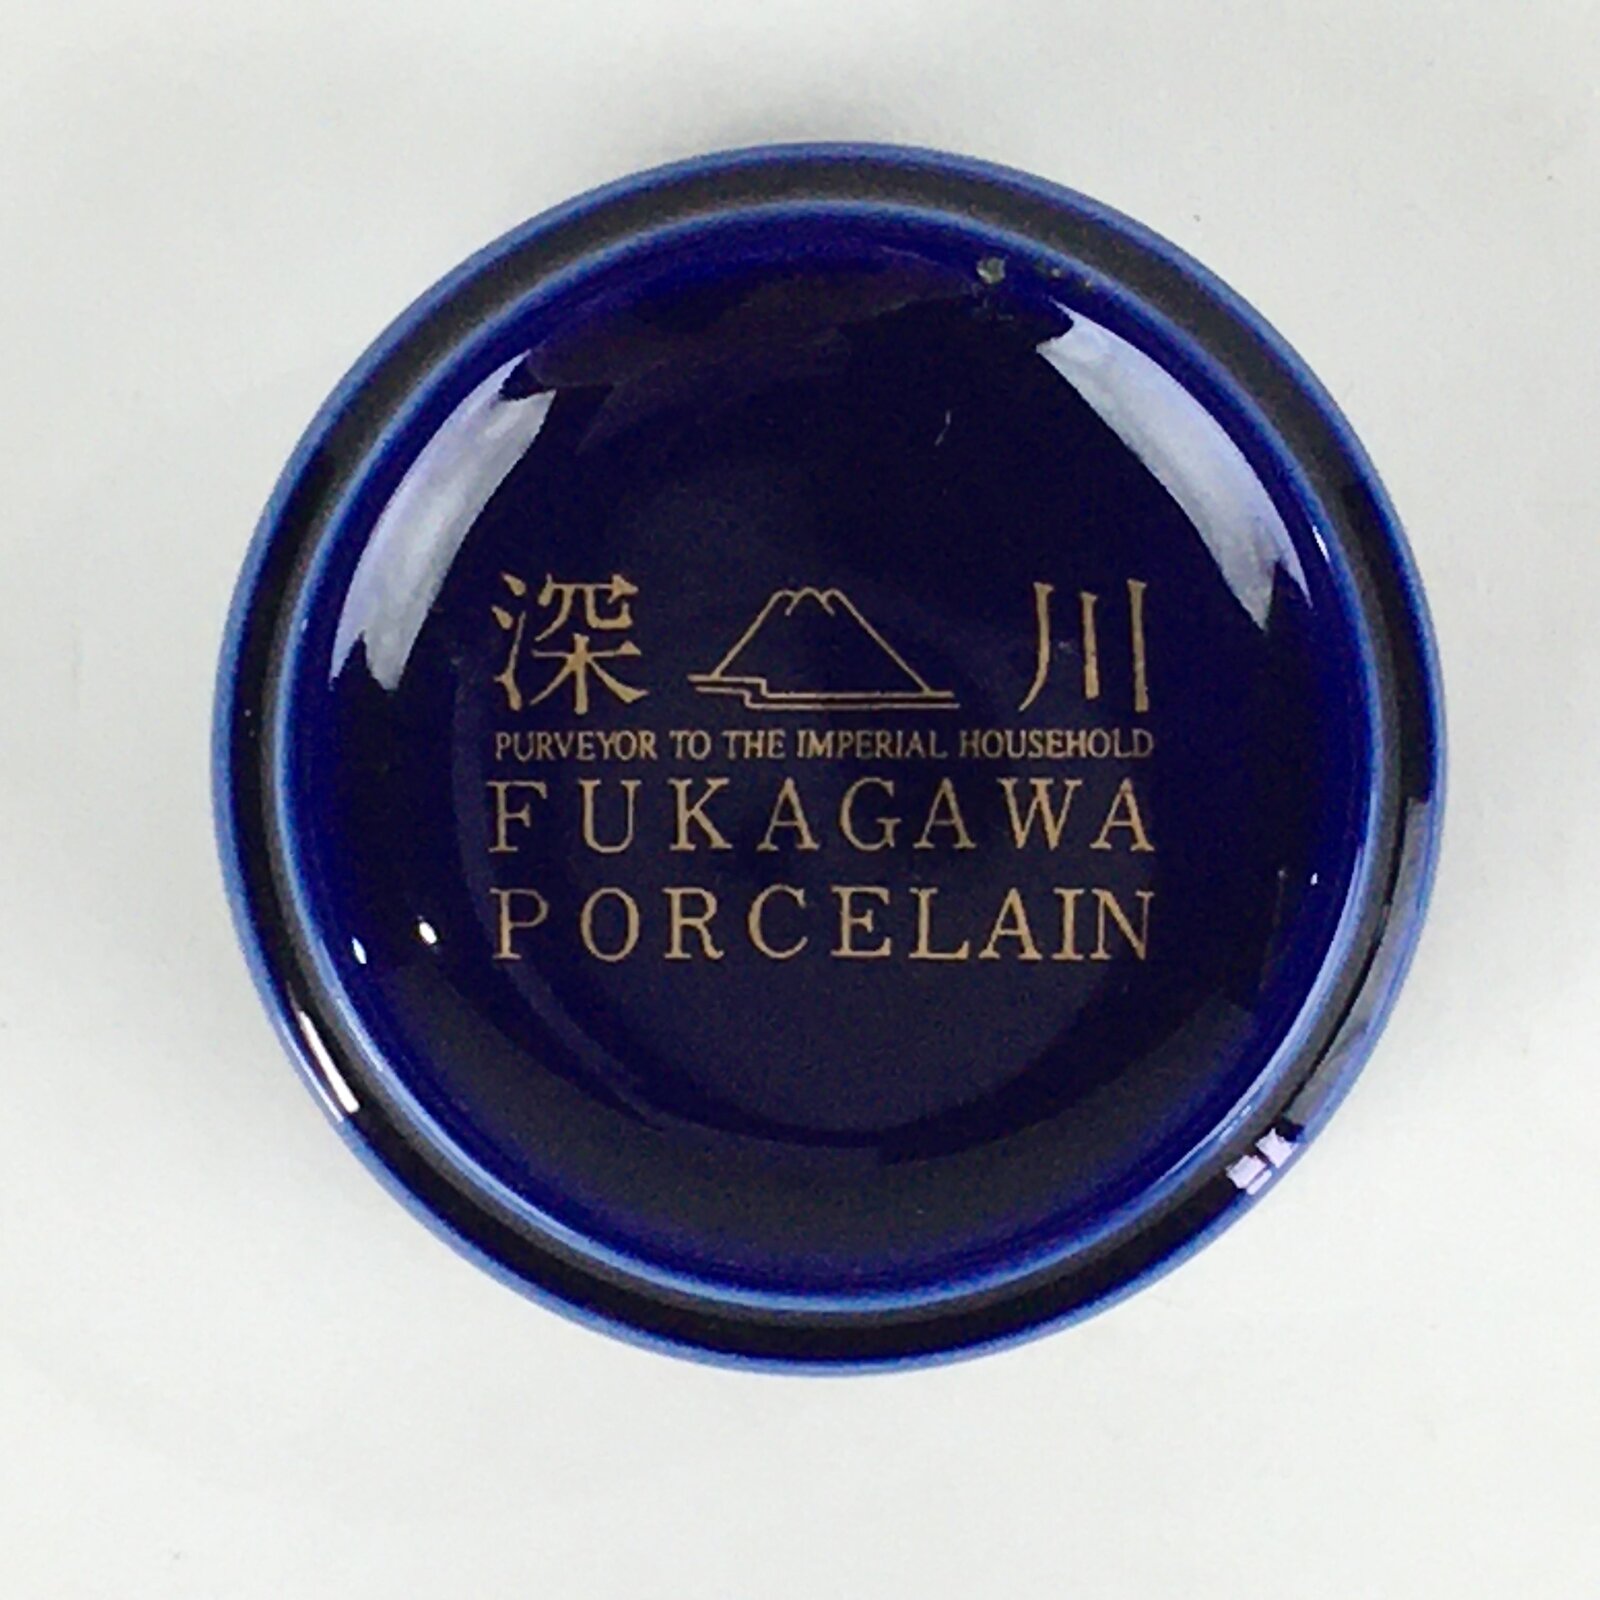 深川
PURVEYOR TO THE IMPERIAL HOUSEHOLD
FUKAGAWA
PORCELAIN